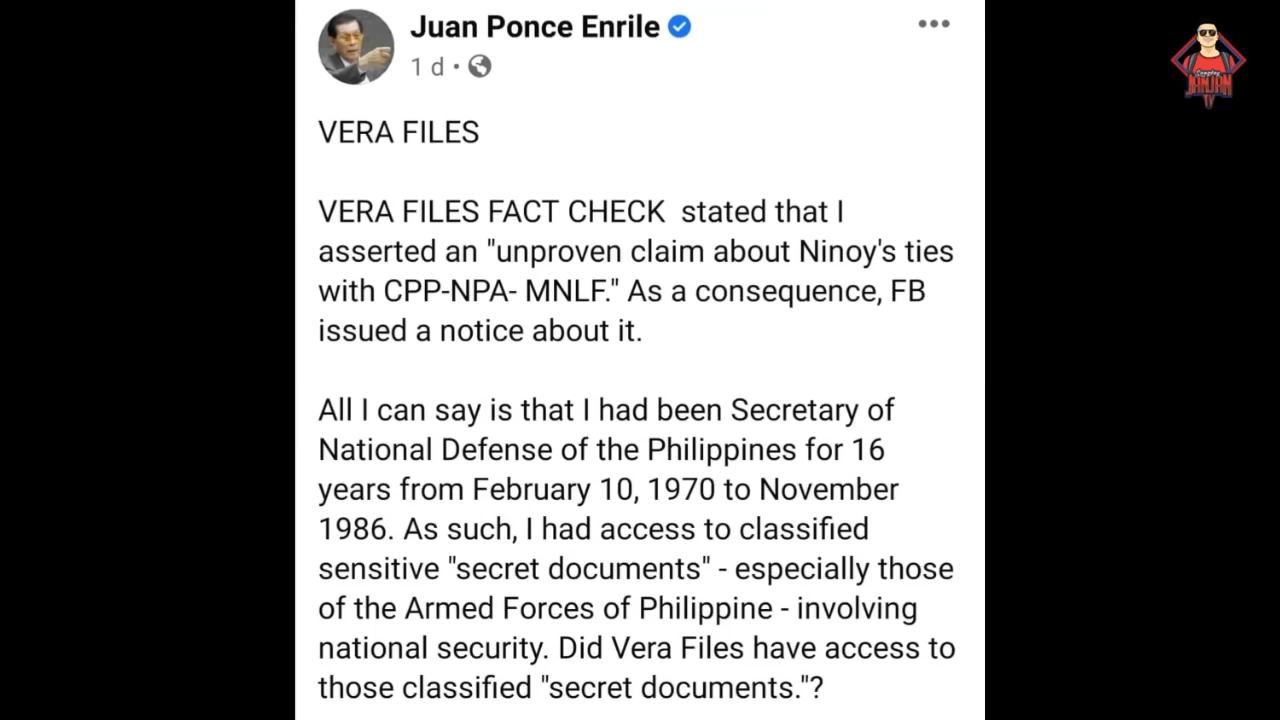 Juan Ponce Enrile
1 d ·
VERA FILES
VERA FILES FACT CHECK stated that I
asserted an "unproven claim about Ninoy's ties
with CPP-NPA- MNLF." As a consequence, FB
issued a notice about it.
All I can say is that I had been Secretary of
National Defense of the Philippines for 16
years from February 10, 1970 to November
1986. As such, I had access to classified
sensitive "secret documents" - especially those
of the Armed Forces of Philippine - involving
national security. Did Vera Files have access to
those classified "secret documents."?
JANJAN
TV